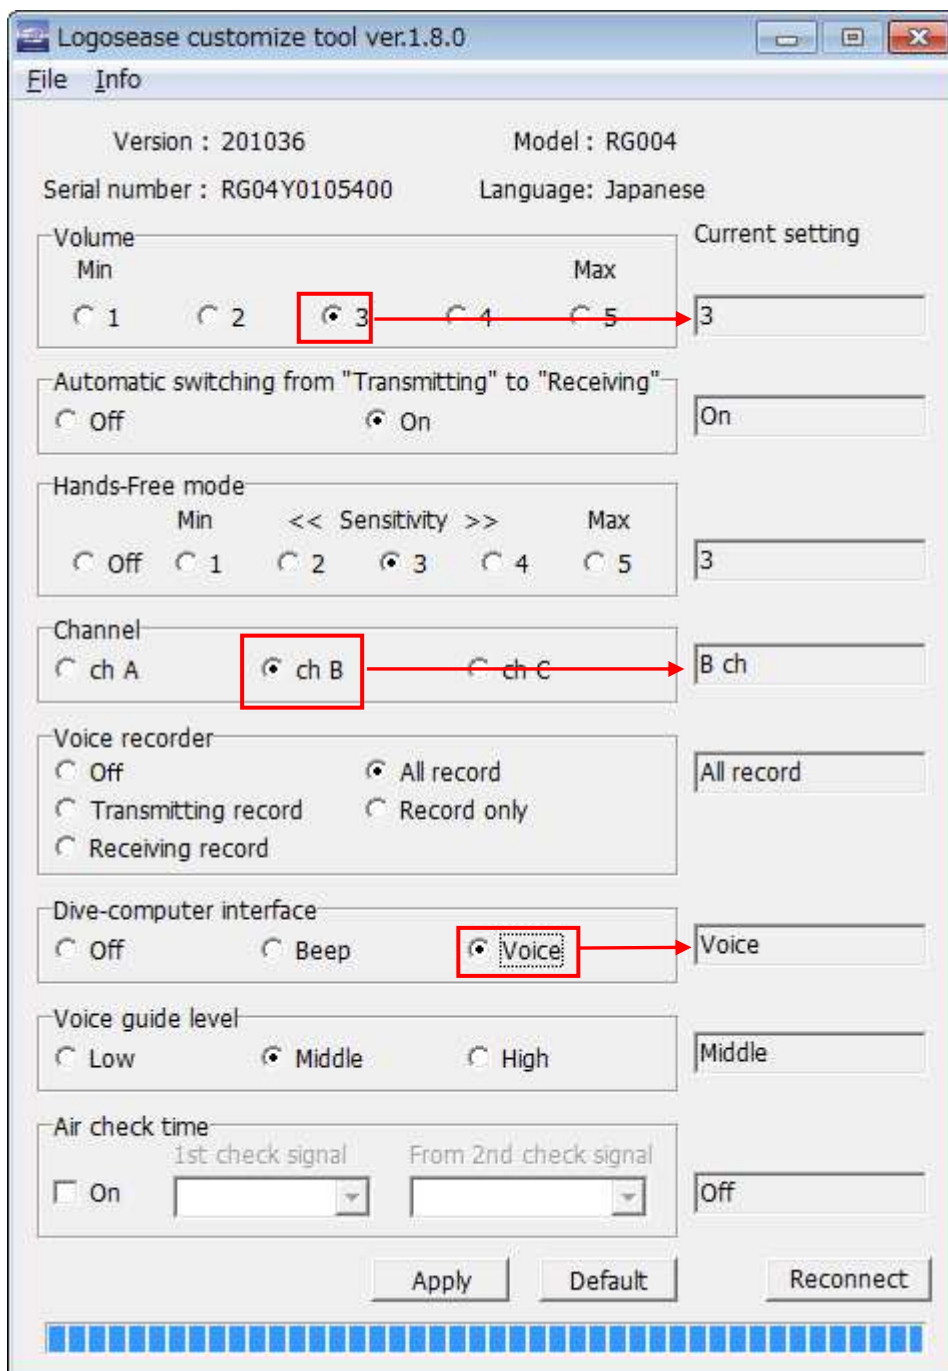 Logosease customize tool ver.1.8.0
File Info
Version : 201036 Model : RG004
Serial number : RG04Y0105400 Language: Japanese
Volume Current setting
Min Max
1 2 3 4 5 3
Automatic switching from "Transmitting" to "Receiving"
Off On On
Hands-Free mode
Min << Sensitivity >> Max
Off 1 2 3 4 5 3
Channel
ch A ch B ch C B ch
Voice recorder
Off All record All record
Transmitting record Record only
Receiving record
Dive-computer interface
Off Beep Voice Voice
Voice guide level
Low Middle High Middle
Air check time
1st check signal From 2nd check signal
On Off
Apply Default Reconnect